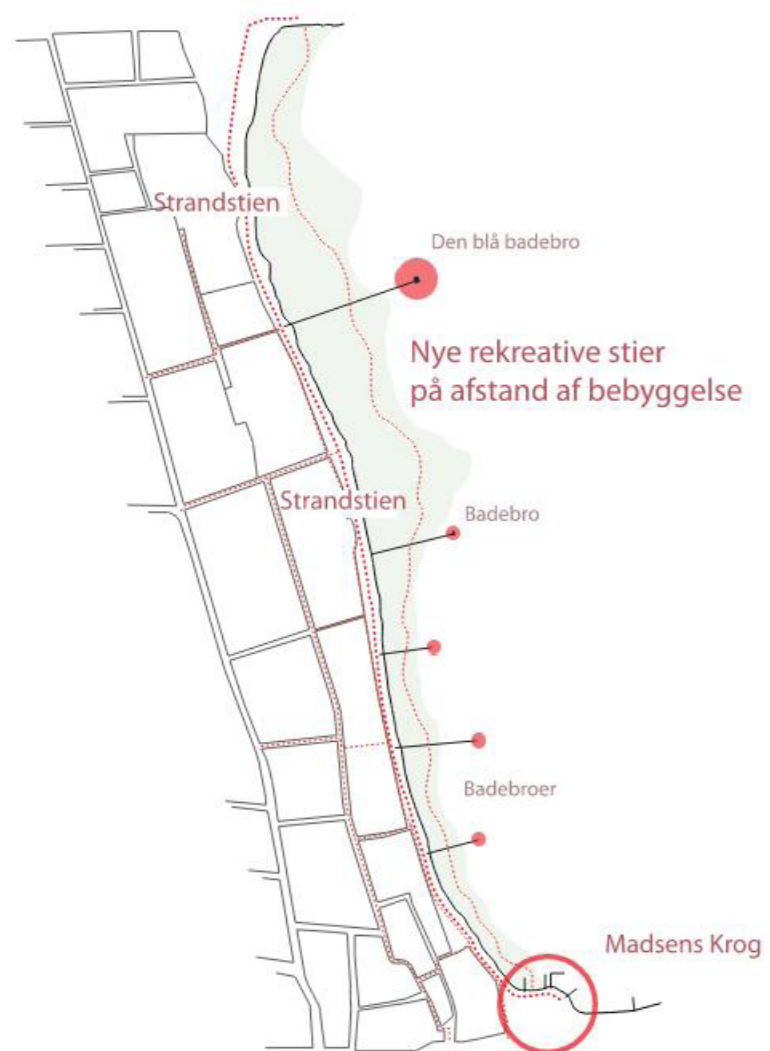 Strandstien
Den blå badebro
Nye rekreative stier
på afstand af bebyggelse
Strandstien
Badebro
Badebroer
Madsens Krog